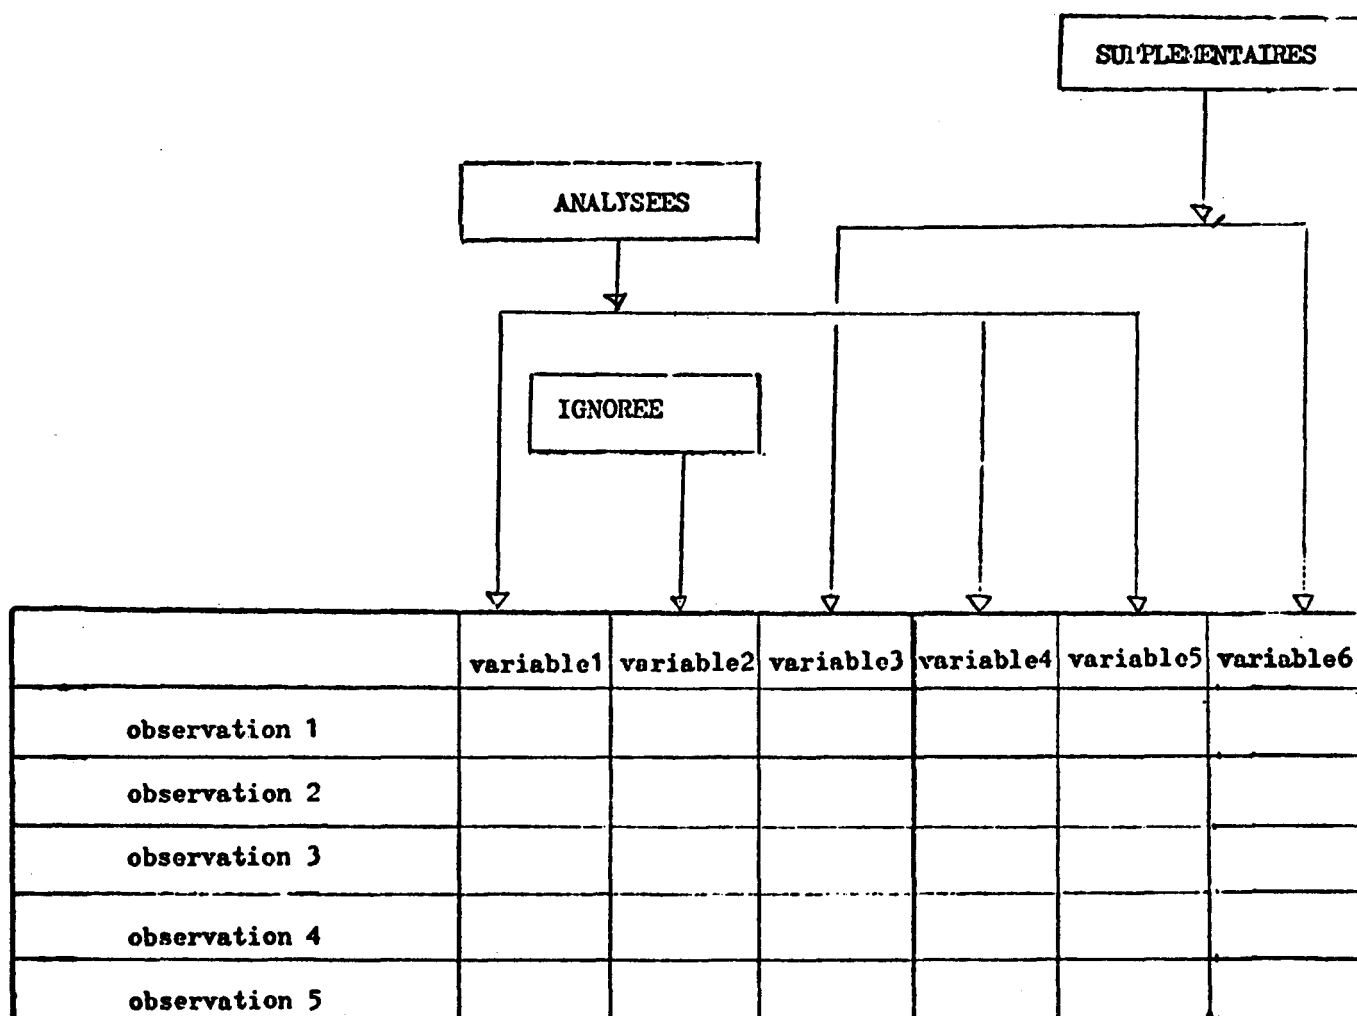 SUPPLEMENTAIRES
ANALYSEES
IGNOREE
variable1 variable2 variable3 variable4 variable5 variable6
observation 1
observation 2
observation 3
observation 4
observation 5